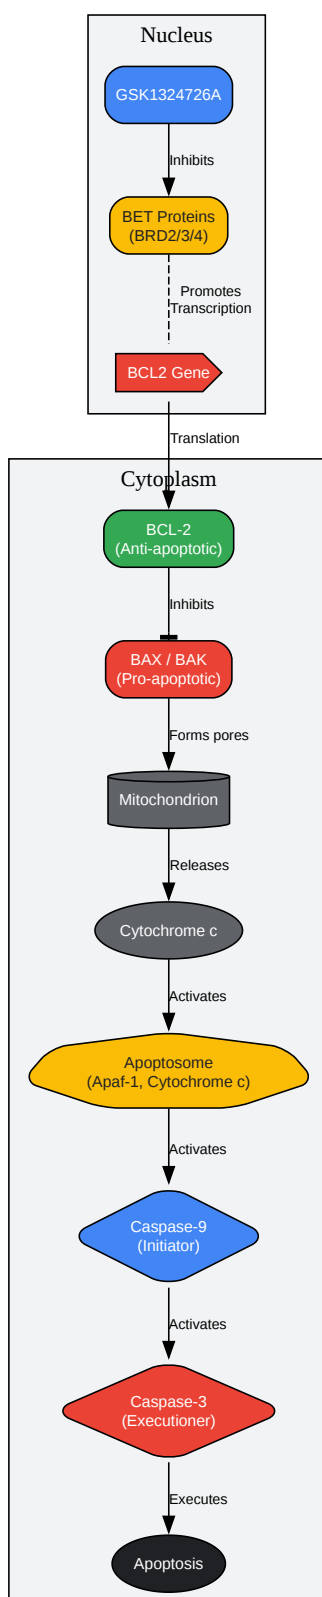 Nucleus
GSK1324726A
Inhibits
BET Proteins
(BRD2/3/4)
Promotes
Transcription
BCL2 Gene
Translation
Cytoplasm
BCL-2
(Anti-apoptotic)
Inhibits
BAX / BAK
(Pro-apoptotic)
Forms pores
Mitochondrion
Releases
Cytochrome c
Activates
Apoptosome
(Apaf-1, Cytochrome c)
Activates
Caspase-9
(Initiator)
Activates
Caspase-3
(Executioner)
Executes
Apoptosis